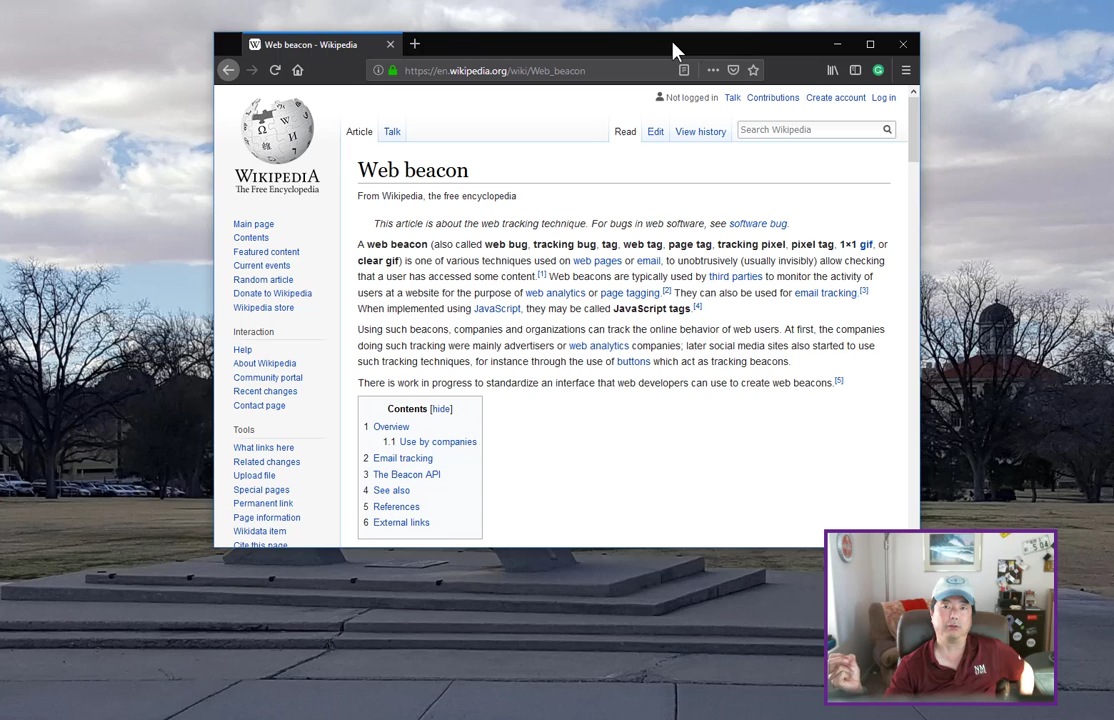 Web beacon - Wikipedia
https://en.wikipedia.org/wiki/Web_beacon
Not logged in Talk Contributions Create account Log in
Article Talk Read Edit View history Search Wikipedia
WIKIPEDIA
The Free Encyclopedia
Main page
Contents
Featured content
Current events
Random article
Donate to Wikipedia
Wikipedia store
Interaction
Help
About Wikipedia
Community portal
Recent changes
Contact page
Tools
What links here
Related changes
Upload file
Special pages
Permanent link
Page information
Wikidata item
Cite this page
Web beacon
From Wikipedia, the free encyclopedia
This article is about the web tracking technique. For bugs in web software, see software bug.
A web beacon (also called web bug, tracking bug, tag, web tag, page tag, tracking pixel, pixel tag, 1×1 gif, or
clear gif) is one of various techniques used on web pages or email, to unobtrusively (usually invisibly) allow checking
that a user has accessed some content.[1] Web beacons are typically used by third parties to monitor the activity of
users at a website for the purpose of web analytics or page tagging.[2] They can also be used for email tracking.[3]
When implemented using JavaScript, they may be called JavaScript tags.[4]
Using such beacons, companies and organizations can track the online behavior of web users. At first, the companies
doing such tracking were mainly advertisers or web analytics companies; later social media sites also started to use
such tracking techniques, for instance through the use of buttons which act as tracking beacons.
There is work in progress to standardize an interface that web developers can use to create web beacons.[5]
Contents [hide]
1 Overview
1.1 Use by companies
2 Email tracking
3 The Beacon API
4 See also
5 References
6 External links
NM